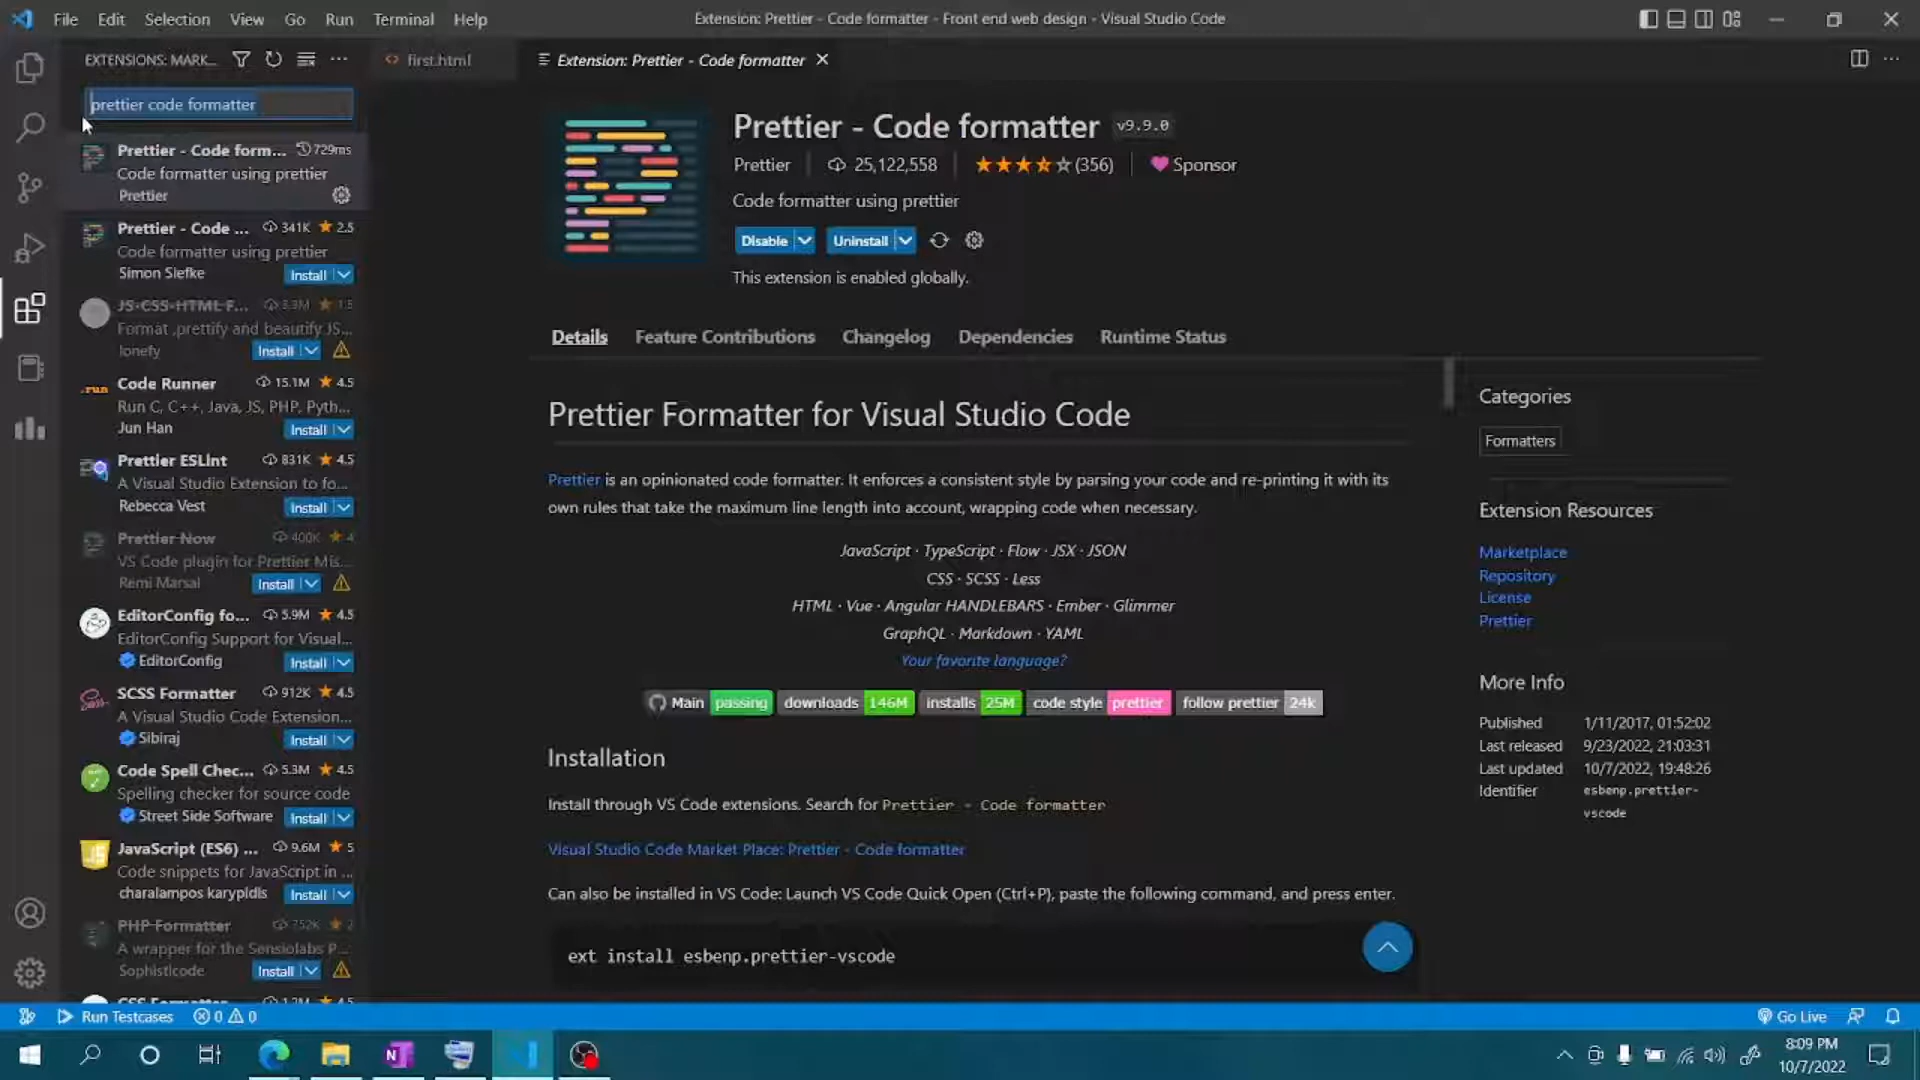 File Edit Selection View Go Run Terminal Help
Extension: Prettier - Code formatter - Front end web design - Visual Studio Code
EXTENSIONS: MARK...
first.html
Extension: Prettier - Code formatter
prettier code formatter
Prettier - Code form... 729ms
Code formatter using prettier
Prettier
Prettier - Code ... 341K 2.5
Code formatter using prettier
Simon Siefke Install
JS-CSS-HTML F... 3.3M 1.5
Format ,prettify and beautify JS...
lonefy Install
Code Runner 15.1M 4.5
Run C, C++, Java, JS, PHP, Pyth...
Jun Han Install
Prettier ESLint 831K 4.5
A Visual Studio Extension to fo...
Rebecca Vest Install
Prettier Now 400K 4
VS Code plugin for Prettier Mis...
Remi Marsal Install
EditorConfig fo... 5.9M 4.5
EditorConfig Support for Visual...
EditorConfig Install
SCSS Formatter 912K 4.5
A Visual Studio Code Extension...
Sibiraj Install
Code Spell Chec... 5.3M 4.5
Spelling checker for source code
Street Side Software Install
JavaScript (ES6) ... 9.6M 5
Code snippets for JavaScript in ...
charalampos karypidis Install
PHP Formatter 752K 2
A wrapper for the Sensiolabs P...
Sophisticode Install
CSS Formatter 1.2M 4.5
Prettier - Code formatter v9.9.0
Prettier 25,122,558 (356) Sponsor
Code formatter using prettier
Disable Uninstall
This extension is enabled globally.
Details Feature Contributions Changelog Dependencies Runtime Status
Prettier Formatter for Visual Studio Code
Prettier is an opinionated code formatter. It enforces a consistent style by parsing your code and re-printing it with its
own rules that take the maximum line length into account, wrapping code when necessary.
JavaScript · TypeScript · Flow · JSX · JSON
CSS · SCSS · Less
HTML · Vue · Angular HANDLEBARS · Ember · Glimmer
GraphQL · Markdown · YAML
Your favorite language?
Main passing downloads 146M installs 25M code style prettier follow prettier 24k
Installation
Install through VS Code extensions. Search for Prettier - Code formatter
Visual Studio Code Market Place: Prettier - Code formatter
Can also be installed in VS Code: Launch VS Code Quick Open (Ctrl+P), paste the following command, and press enter.
ext install esbenp.prettier-vscode
Categories
Formatters
Extension Resources
Marketplace
Repository
License
Prettier
More Info
Published 1/11/2017, 01:52:02
Last released 9/23/2022, 21:03:31
Last updated 10/7/2022, 19:48:26
Identifier esbenp.prettier-
vscode
Run Testcases 0 0
Go Live
8:09 PM
10/7/2022